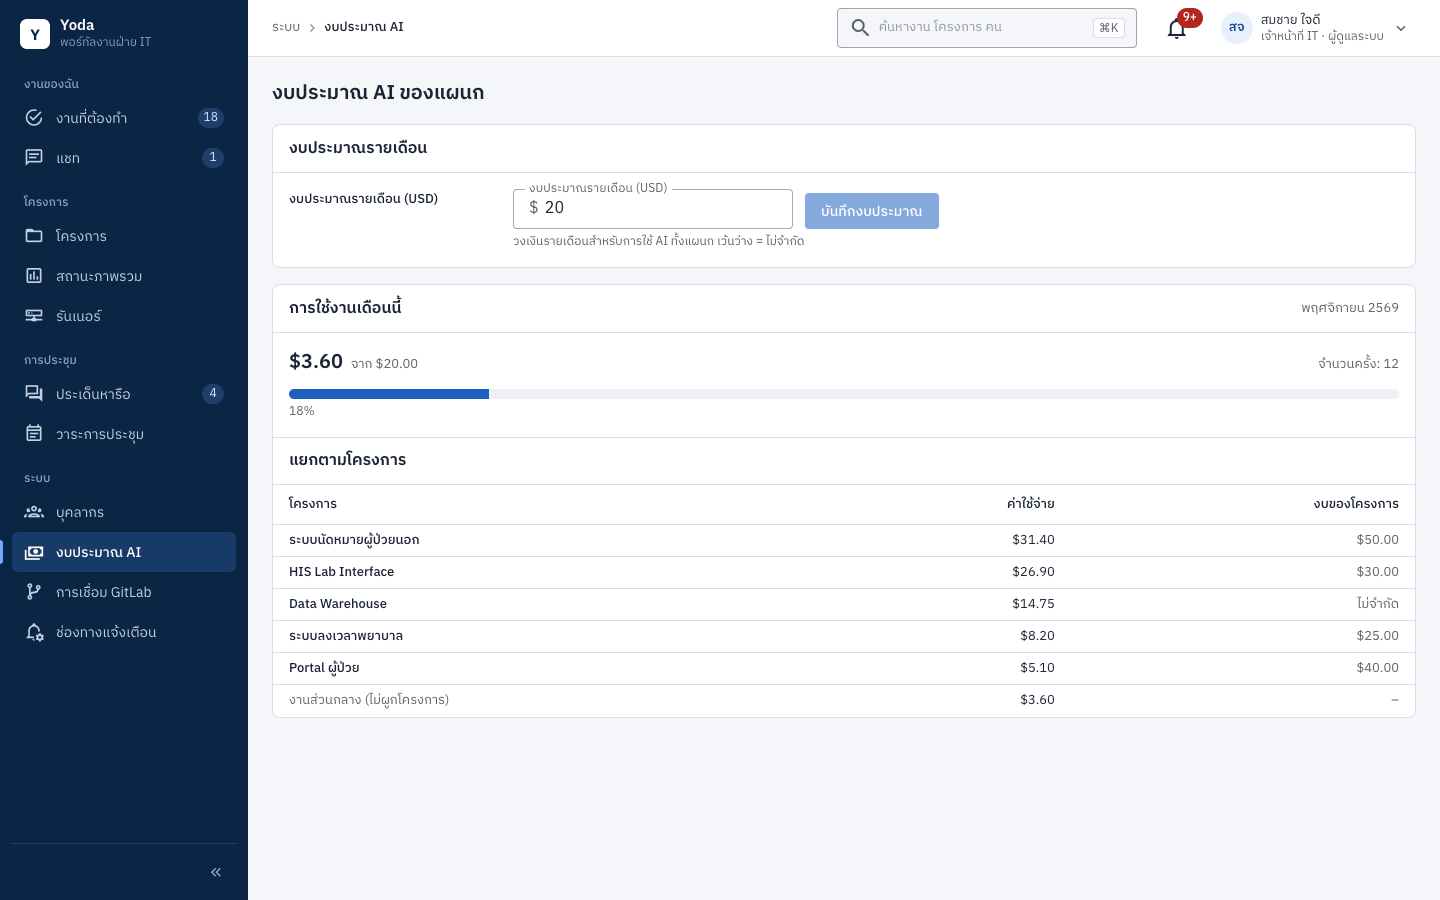 Y
Yoda
พอร์ทัลงานฝ่าย IT
งานของฉัน
งานที่ต้องทำ 18
แชท 1
โครงการ
โครงการ
สถานะภาพรวม
รันเนอร์
การประชุม
ประเด็นหารือ 4
วาระการประชุม
ระบบ
บุคลากร
งบประมาณ AI
การเชื่อม GitLab
ช่องทางแจ้งเตือน
ระบบ › งบประมาณ AI
ค้นหางาน โครงการ คน ⌘K
9+
สจ
สมชาย ใจดี
เจ้าหน้าที่ IT · ผู้ดูแลระบบ
งบประมาณ AI ของแผนก
งบประมาณรายเดือน
งบประมาณรายเดือน (USD)
งบประมาณรายเดือน (USD)
$ 20
บันทึกงบประมาณ
วงเงินรายเดือนสำหรับการใช้ AI ทั้งแผนก เว้นว่าง = ไม่จำกัด
การใช้งานเดือนนี้ พฤศจิกายน 2569
$3.60 จาก $20.00 จำนวนครั้ง: 12
18%
แยกตามโครงการ
โครงการ ค่าใช้จ่าย งบของโครงการ
ระบบนัดหมายผู้ป่วยนอก $31.40 $50.00
HIS Lab Interface $26.90 $30.00
Data Warehouse $14.75 ไม่จำกัด
ระบบลงเวลาพยาบาล $8.20 $25.00
Portal ผู้ป่วย $5.10 $40.00
งานส่วนกลาง (ไม่ผูกโครงการ) $3.60 –